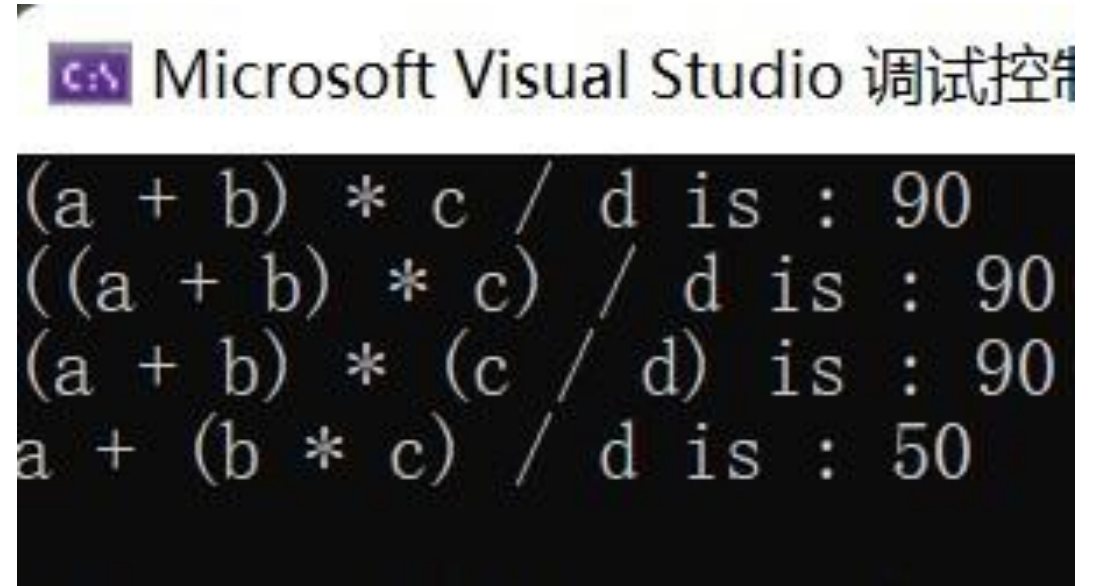 Microsoft Visual Studio 调试控
(a + b) * c / d is : 90
((a + b) * c) / d is : 90
(a + b) * (c / d) is : 90
a + (b * c) / d is : 50